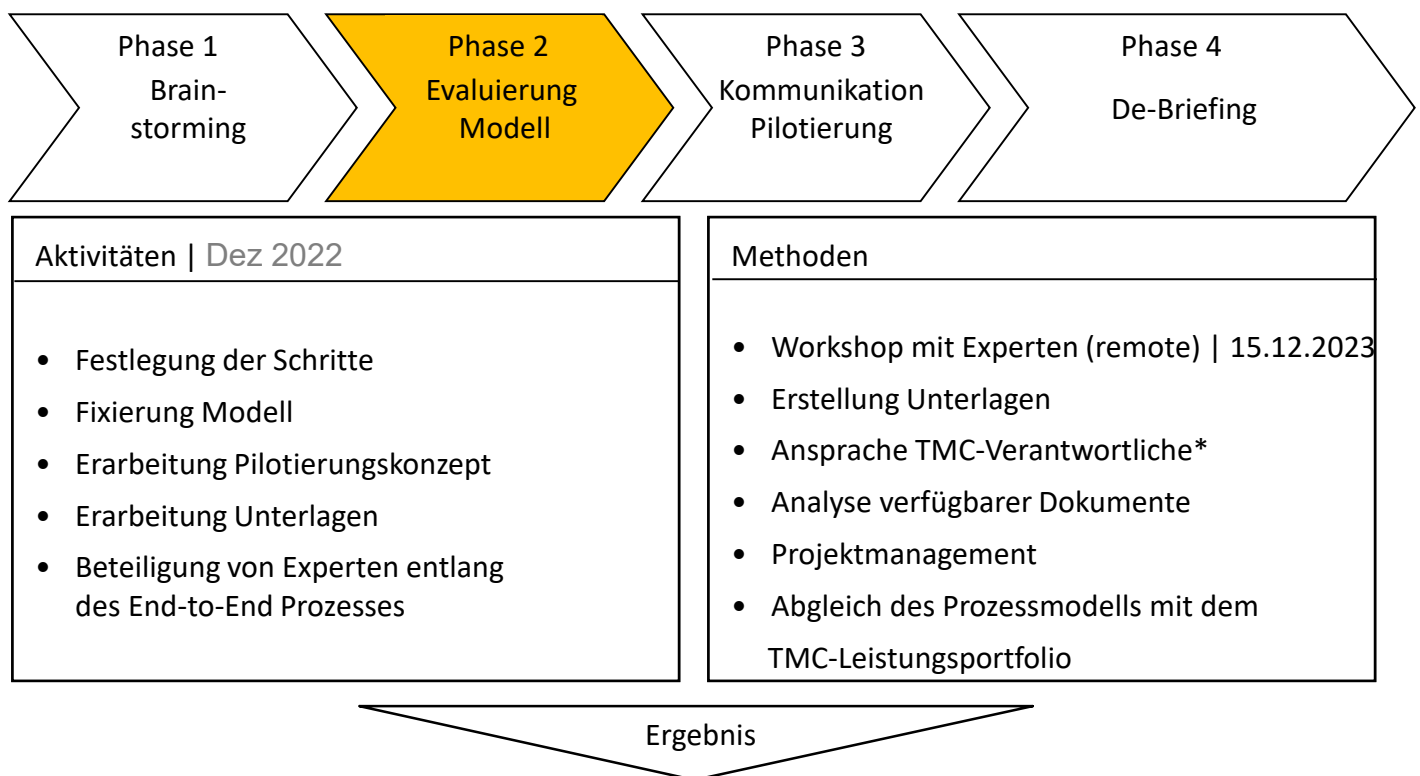 Phase 1
Brain-
storming
Phase 2
Evaluierung
Modell
Phase 3
Kommunikation
Pilotierung
Phase 4
De-Briefing
Aktivitäten | Dez 2022
• Festlegung der Schritte
• Fixierung Modell
• Erarbeitung Pilotierungskonzept
• Erarbeitung Unterlagen
• Beteiligung von Experten entlang
des End-to-End Prozesses
Methoden
• Workshop mit Experten (remote) | 15.12.2023
• Erstellung Unterlagen
• Ansprache TMC-Verantwortliche*
• Analyse verfügbarer Dokumente
• Projektmanagement
• Abgleich des Prozessmodells mit dem
TMC-Leistungsportfolio
Ergebnis